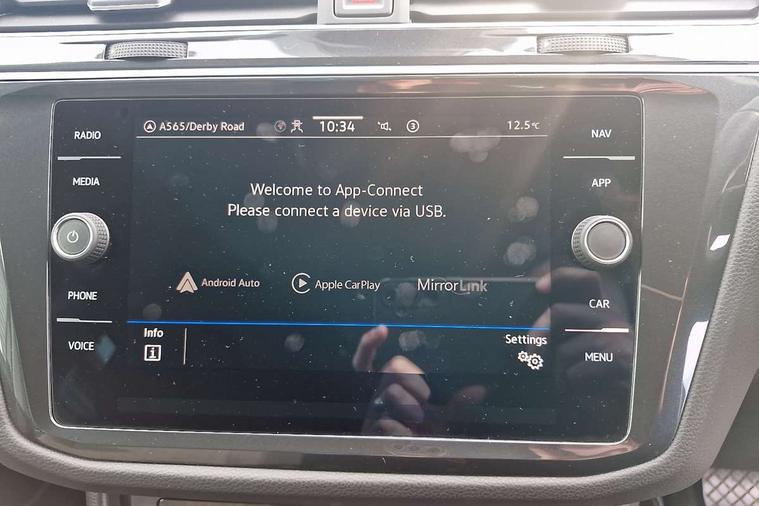 RADIO
MEDIA
PHONE
VOICE
A565/Derby Road
10:34
3
12.5°C
Welcome to App-Connect
Please connect a device via USB.
Android Auto
Apple CarPlay
MirrorLink
Info
Settings
NAV
APP
CAR
MENU